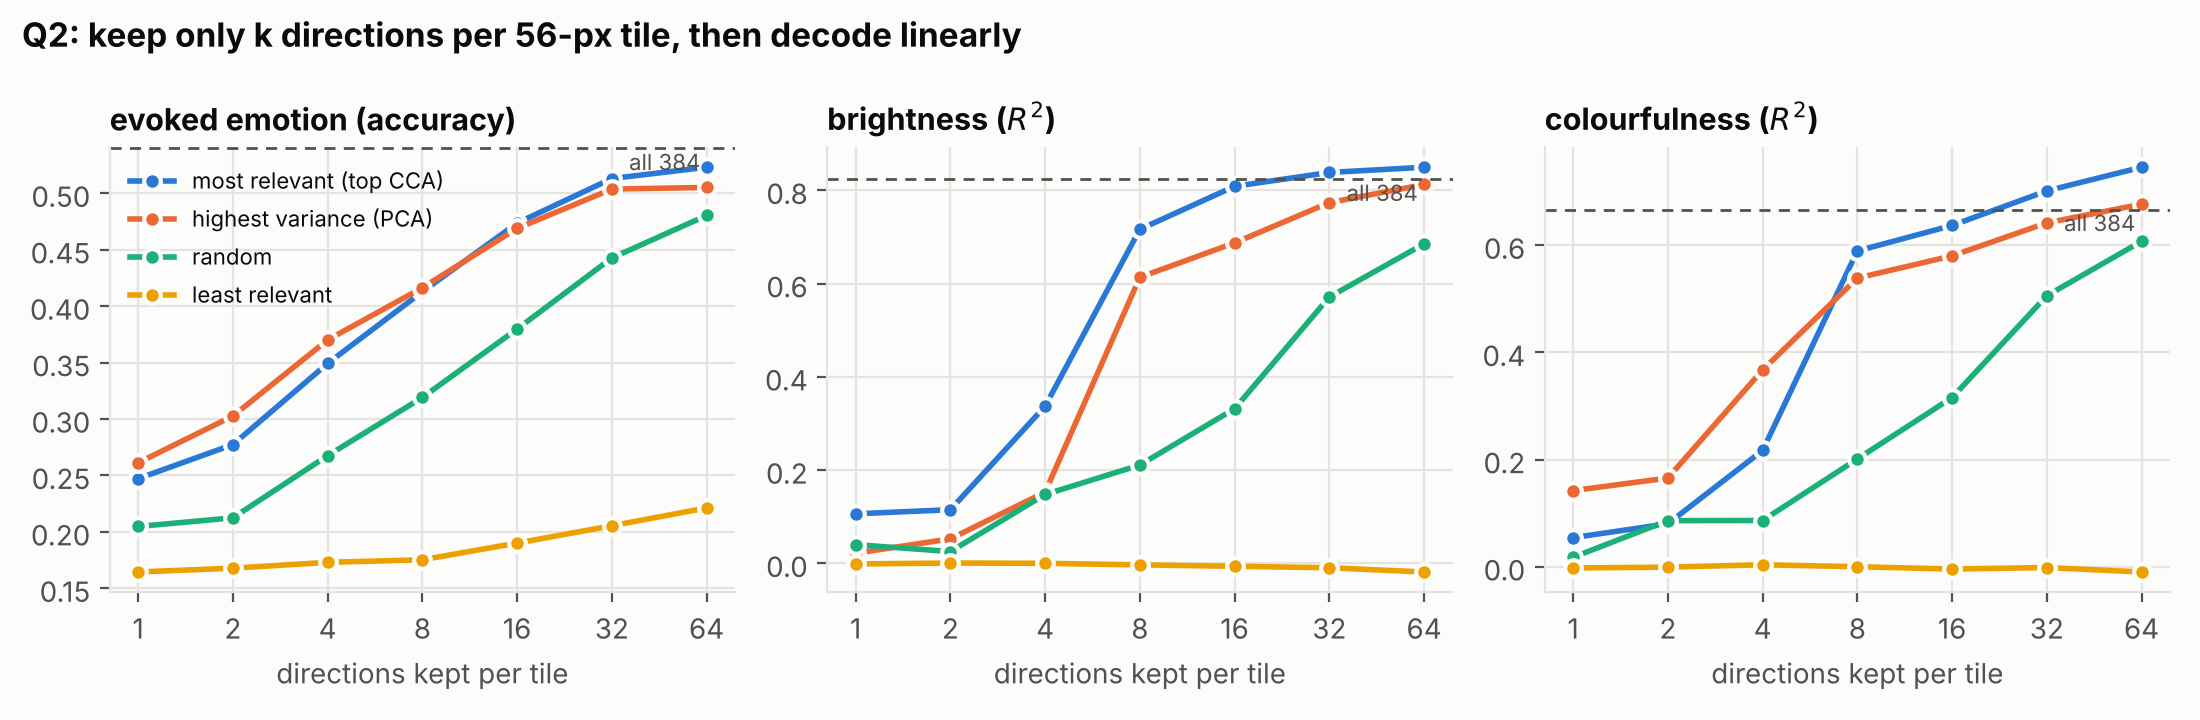 Q2: keep only k directions per 56-px tile, then decode linearly
evoked emotion (accuracy)
all 384
most relevant (top CCA)
highest variance (PCA)
random
least relevant
0.50
0.45
0.40
0.35
0.30
0.25
0.20
0.15
1 2 4 8 16 32 64
directions kept per tile
brightness (R²)
all 384
0.8
0.6
0.4
0.2
0.0
1 2 4 8 16 32 64
directions kept per tile
colourfulness (R²)
all 384
0.6
0.4
0.2
0.0
1 2 4 8 16 32 64
directions kept per tile